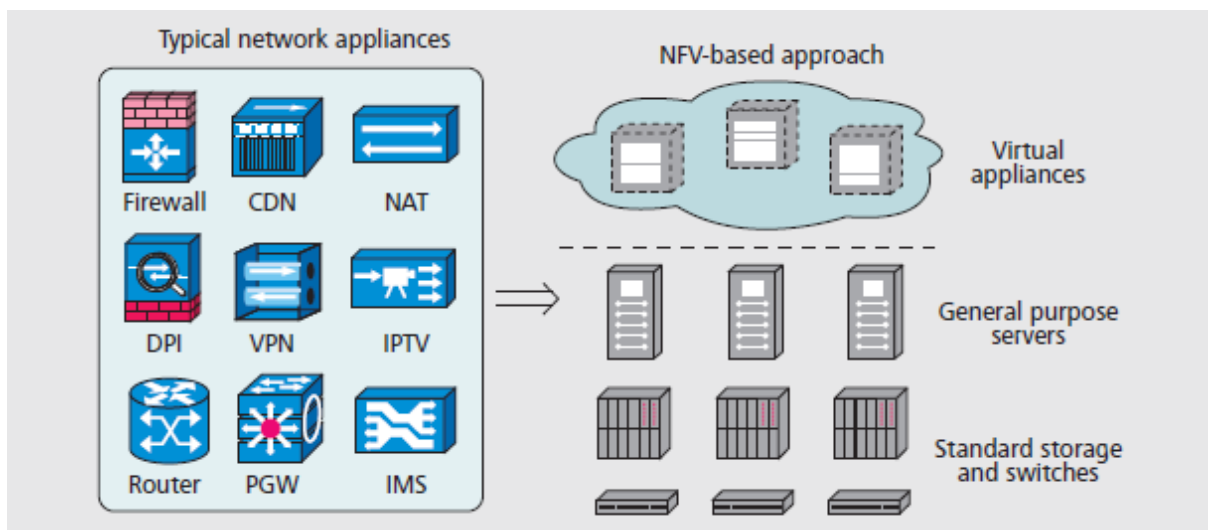 Typical network appliances
Firewall
CDN
NAT
DPI
VPN
IPTV
Router
PGW
IMS
NFV-based approach
Virtual
appliances
General purpose
servers
Standard storage
and switches